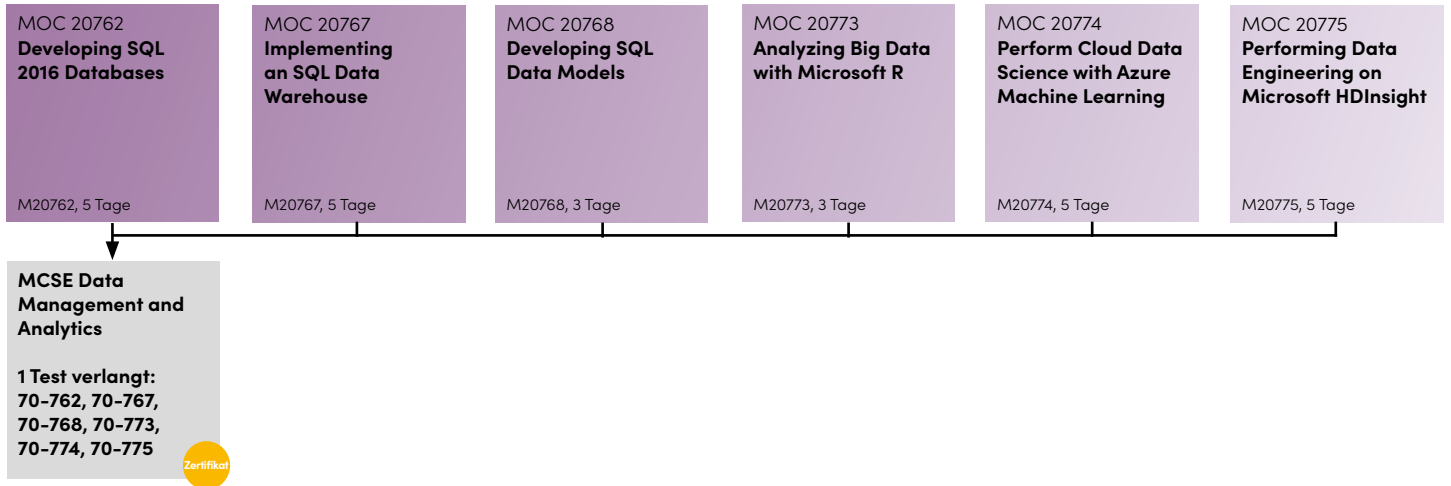 MOC 20762
Developing SQL
2016 Databases
M20762, 5 Tage
MOC 20767
Implementing
an SQL Data
Warehouse
M20767, 5 Tage
MOC 20768
Developing SQL
Data Models
M20768, 3 Tage
MOC 20773
Analyzing Big Data
with Microsoft R
M20773, 3 Tage
MOC 20774
Perform Cloud Data
Science with Azure
Machine Learning
M20774, 5 Tage
MOC 20775
Performing Data
Engineering on
Microsoft HDInsight
M20775, 5 Tage
MCSE Data
Management and
Analytics
1 Test verlangt:
70-762, 70-767,
70-768, 70-773,
70-774, 70-775
Zertifikat